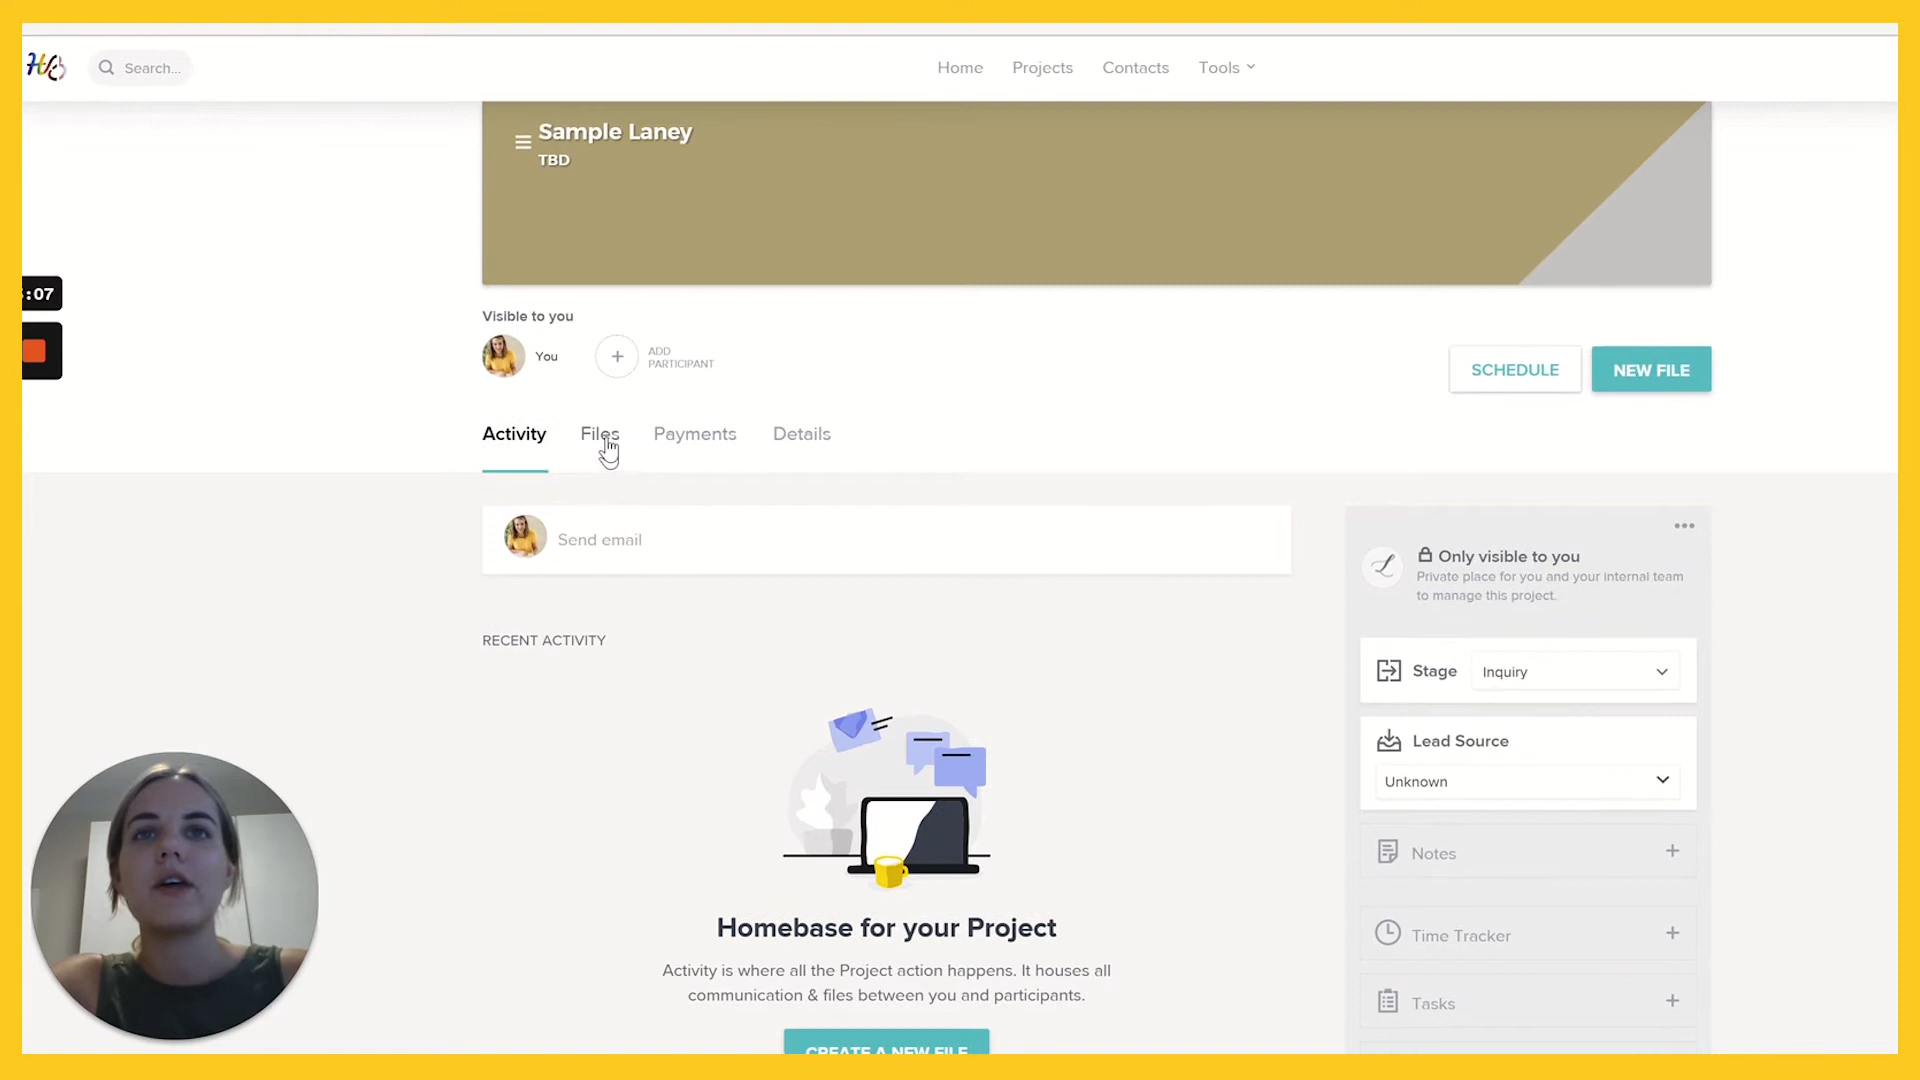 HB
Search...
Home Projects Contacts Tools
Sample Laney
TBD
:07
Visible to you
You
ADD
PARTICIPANT
SCHEDULE
NEW FILE
Activity Files Payments Details
Send email
RECENT ACTIVITY
Homebase for your Project
Activity is where all the Project action happens. It houses all
communication & files between you and participants.
CREATE A NEW FILE
Only visible to you
Private place for you and your internal team
to manage this project.
Stage Inquiry
Lead Source
Unknown
Notes
Time Tracker
Tasks